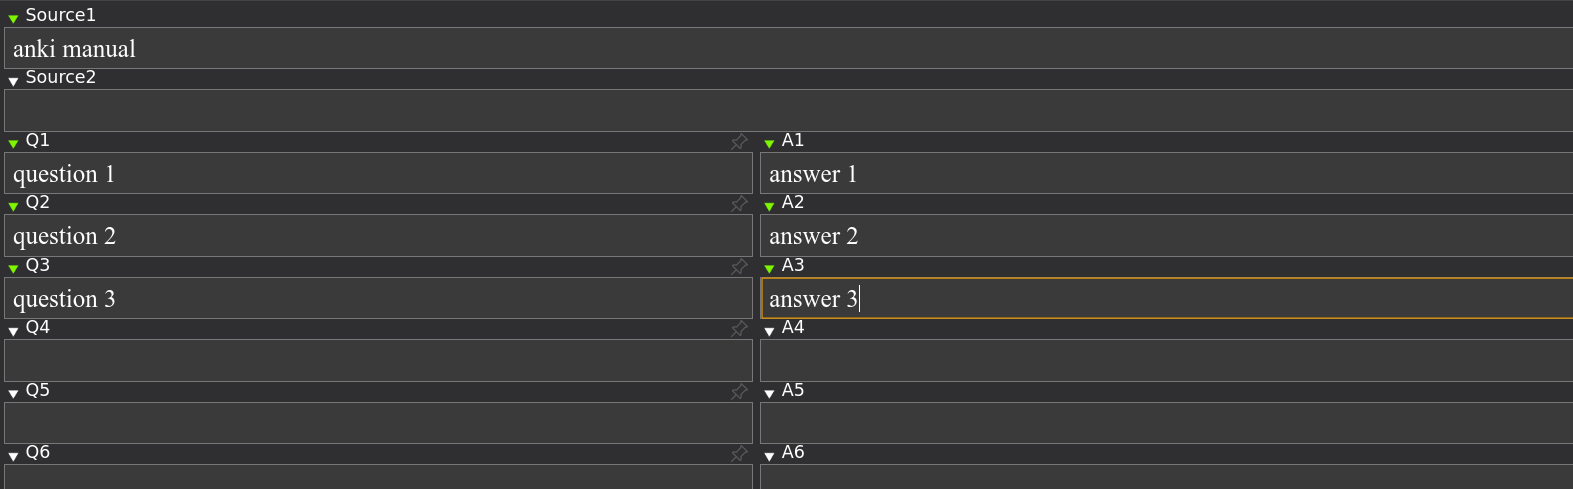 Source1
anki manual
Source2
Q1 A1
question 1 answer 1
Q2 A2
question 2 answer 2
Q3 A3
question 3 answer 3
Q4 A4
Q5 A5
Q6 A6